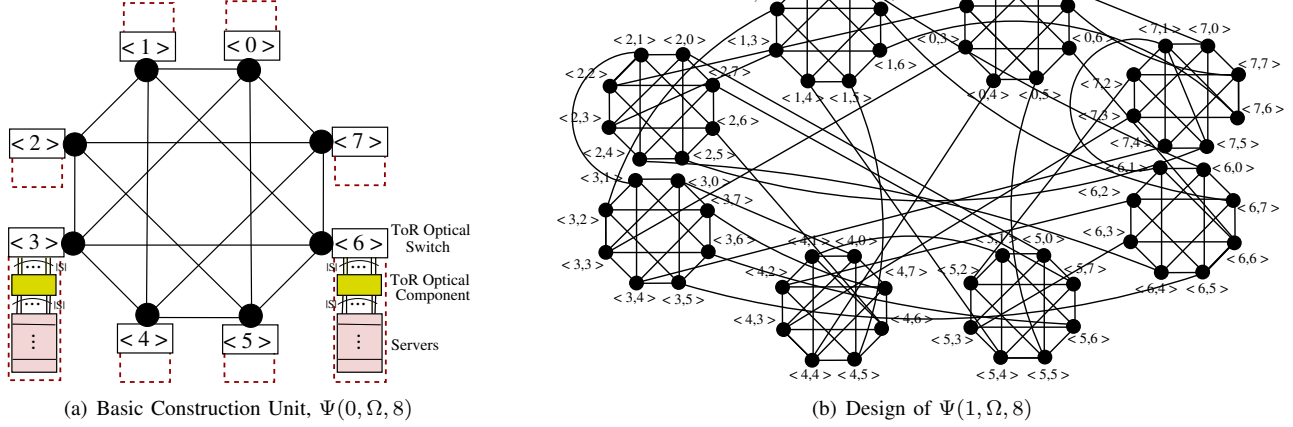 < 1 > < 0 >
< 2 > < 7 >
< 3 > < 6 >
ToR Optical
Switch
|S| ... |S| ...
ToR Optical
Component
|S| ... |S| ...
Servers
< 4 > < 5 >
(a) Basic Construction Unit, Ψ(0, Ω, 8)
< 1,3 > < 1,6 > < 1,4 > < 1,5 >
< 0,3 > < 0,6 > < 0,4 > < 0,5 >
< 2,1 > < 2,0 >
< 2,2 > < 2,7 >
< 2,3 > < 2,6 >
< 2,4 > < 2,5 >
< 7,1 > < 7,0 >
< 7,2 > < 7,7 >
< 7,3 > < 7,6 >
< 7,4 > < 7,5 >
< 3,1 > < 3,0 >
< 3,2 > < 3,7 >
< 3,3 > < 3,6 >
< 3,4 > < 3,5 >
< 6,1 > < 6,0 >
< 6,2 > < 6,7 >
< 6,3 > < 6,6 >
< 6,4 > < 6,5 >
< 4,1 > < 4,0 >
< 4,2 > < 4,7 >
< 4,3 > < 4,6 >
< 4,4 > < 4,5 >
< 5,1 > < 5,0 >
< 5,2 > < 5,7 >
< 5,3 > < 5,6 >
< 5,4 > < 5,5 >
(b) Design of Ψ(1, Ω, 8)